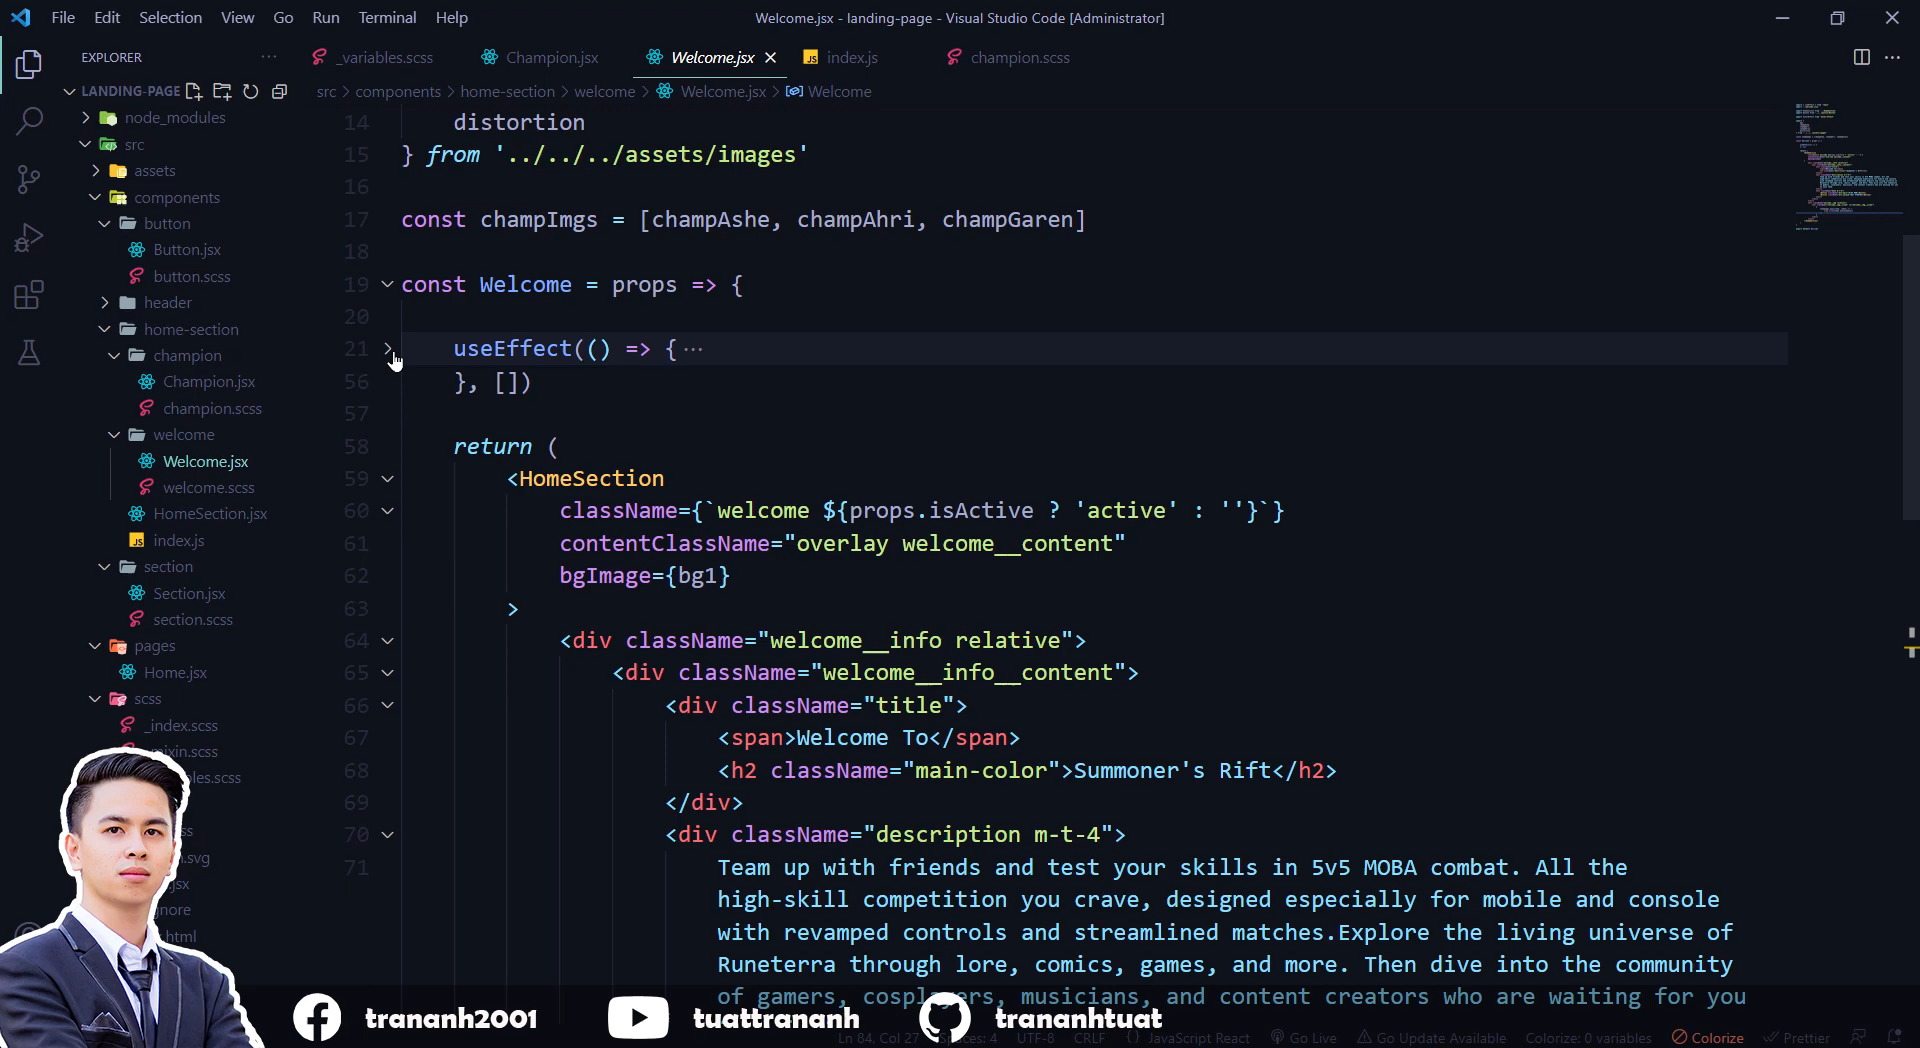 File Edit Selection View Go Run Terminal Help
Welcome.jsx - landing-page - Visual Studio Code [Administrator]
EXPLORER
_variables.scss Champion.jsx Welcome.jsx index.js champion.scss
LANDING-PAGE
src > components > home-section > welcome > Welcome.jsx > Welcome
node_modules
src
assets
components
button
Button.jsx
button.scss
header
home-section
champion
Champion.jsx
champion.scss
welcome
Welcome.jsx
welcome.scss
HomeSection.jsx
index.js
section
Section.jsx
section.scss
pages
Home.jsx
scss
_index.scss
mixin.scss
les.scss
ss
.svg
jsx
nore
.html
14 distortion
15 } from '../../../assets/images'
16
17 const champImgs = [champAshe, champAhri, champGaren]
18
19 const Welcome = props => {
20
21 useEffect(() => { ···
56 }, [])
57
58 return (
59 <HomeSection
60 className={`welcome ${props.isActive ? 'active' : ''}`}
61 contentClassName="overlay welcome__content"
62 bgImage={bg1}
63 >
64 <div className="welcome__info relative">
65 <div className="welcome__info__content">
66 <div className="title">
67 <span>Welcome To</span>
68 <h2 className="main-color">Summoner's Rift</h2>
69 </div>
70 <div className="description m-t-4">
71 Team up with friends and test your skills in 5v5 MOBA combat. All the
high-skill competition you crave, designed especially for mobile and console
with revamped controls and streamlined matches.Explore the living universe of
Runeterra through lore, comics, games, and more. Then dive into the community
of gamers, cosplayers, musicians, and content creators who are waiting for you
trananh2001 tuattrananh trananhtuat
Ln 84, Col 27 Spaces: 4 UTF-8 CRLF {} JavaScript React Go Live Go Update Available Colorize: 0 variables Colorize Prettier